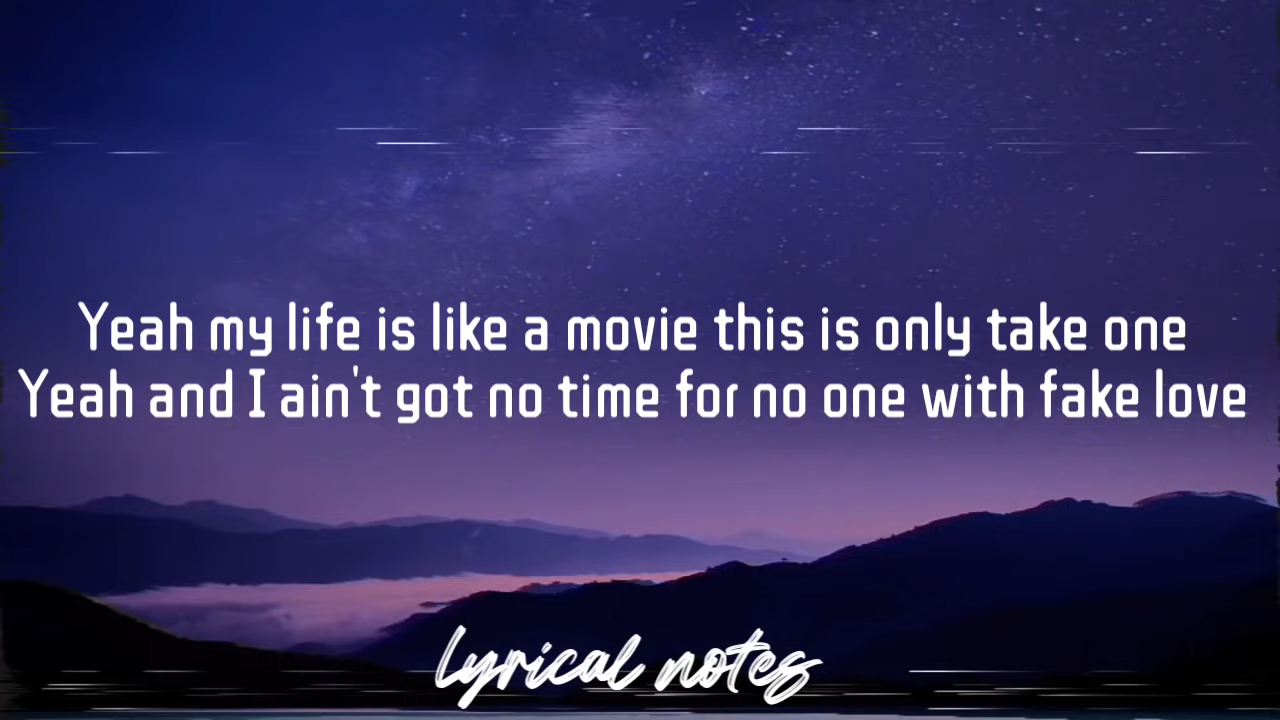 Yeah my life is like a movie this is only take one
Yeah and I ain't got no time for no one with fake love
lyrical notes